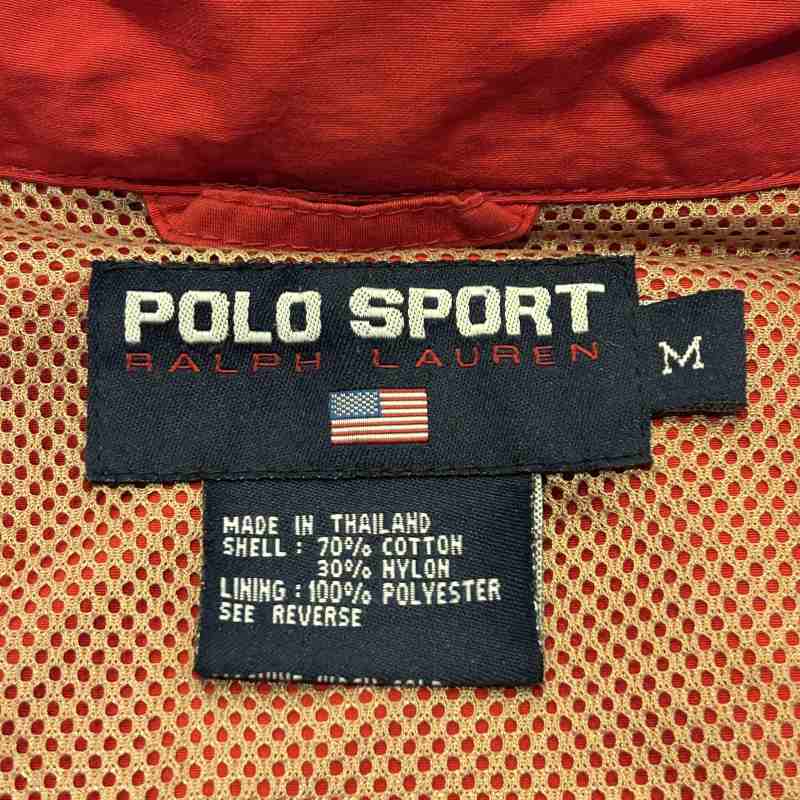 POLO SPORT
RALPH LAUREN
M
MADE IN THAILAND
SHELL : 70% COTTON
30% NYLON
LINING : 100% POLYESTER
SEE REVERSE